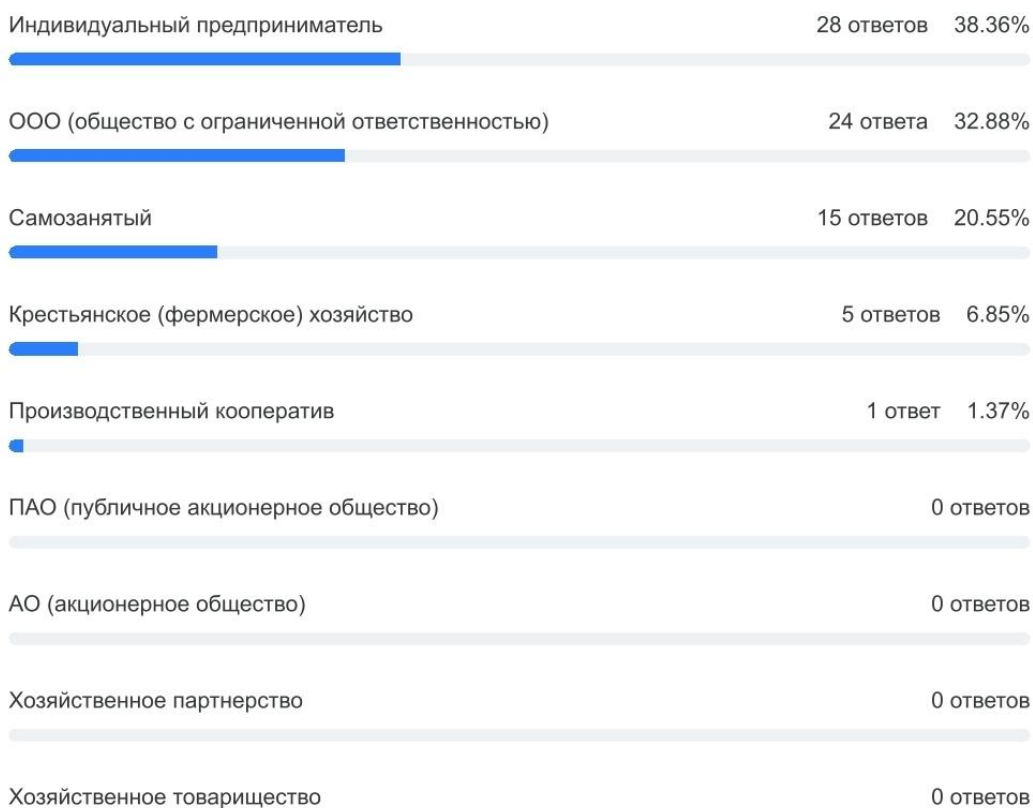 Индивидуальный предприниматель 28 ответов 38.36%
ООО (общество с ограниченной ответственностью) 24 ответа 32.88%
Самозанятый 15 ответов 20.55%
Крестьянское (фермерское) хозяйство 5 ответов 6.85%
Производственный кооператив 1 ответ 1.37%
ПАО (публичное акционерное общество) 0 ответов
АО (акционерное общество) 0 ответов
Хозяйственное партнерство 0 ответов
Хозяйственное товарищество 0 ответов